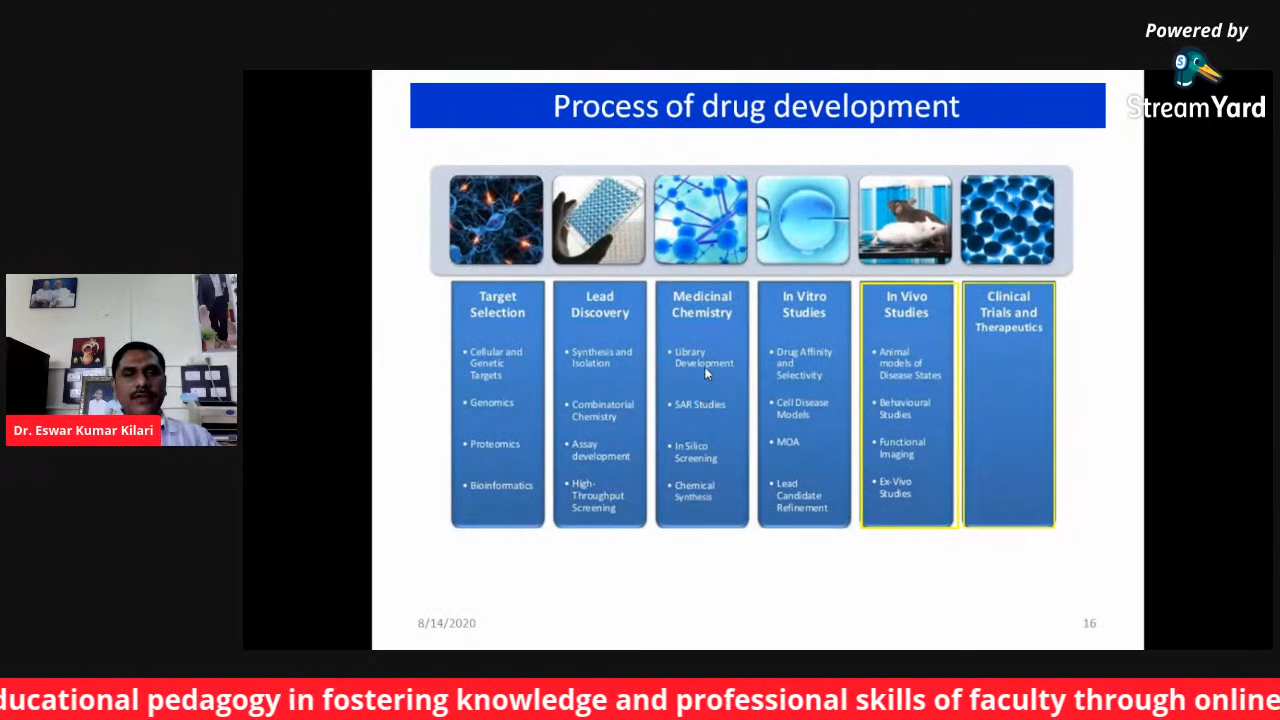 Powered by
StreamYard
Process of drug development
Target
Selection
• Cellular and
Genetic
Targets
• Genomics
• Proteomics
• Bioinformatics
Lead
Discovery
• Synthesis and
Isolation
• Combinatorial
Chemistry
• Assay
development
• High-
Throughput
Screening
Medicinal
Chemistry
• Library
Development
• SAR Studies
• In Silico
Screening
• Chemical
Synthesis
In Vitro
Studies
• Drug Affinity
and
Selectivity
• Cell Disease
Models
• MOA
• Lead
Candidate
Refinement
In Vivo
Studies
• Animal
models of
Disease States
• Behavioural
Studies
• Functional
Imaging
• Ex-Vivo
Studies
Clinical
Trials and
Therapeutics
Dr. Eswar Kumar Kilari
8/14/2020
16
ducational pedagogy in fostering knowledge and professional skills of faculty through online